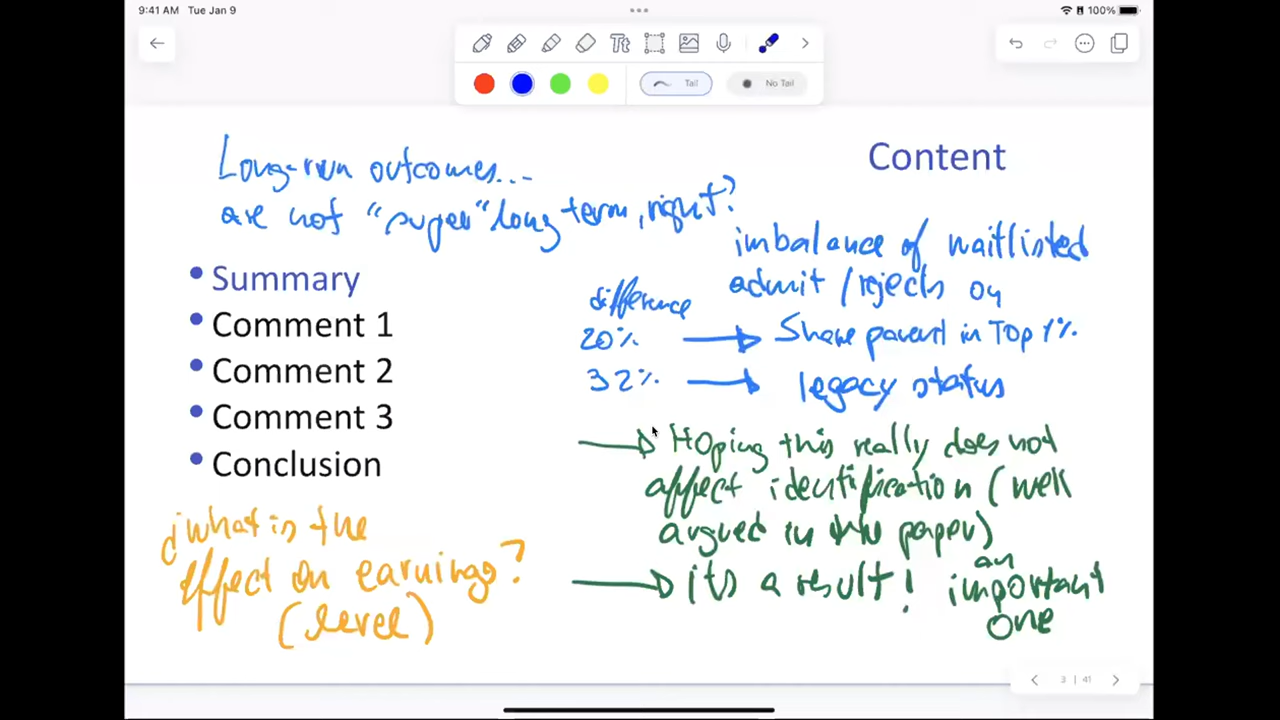 9:41 AM Tue Jan 9
100%
Tt
Tail
No Tail
Content
Long-run outcomes...
are not "super" long term, right?
imbalance of waitlisted
admit / rejects on
difference
20% → Share parent in Top 1%
32% → legacy status
• Summary
• Comment 1
• Comment 2
• Comment 3
• Conclusion
→ Hoping this really does not
affect identification (well
argued in the paper)
→ it's a result! an
important
one
¿what is the
effect on earnings?
(level)
3 | 41